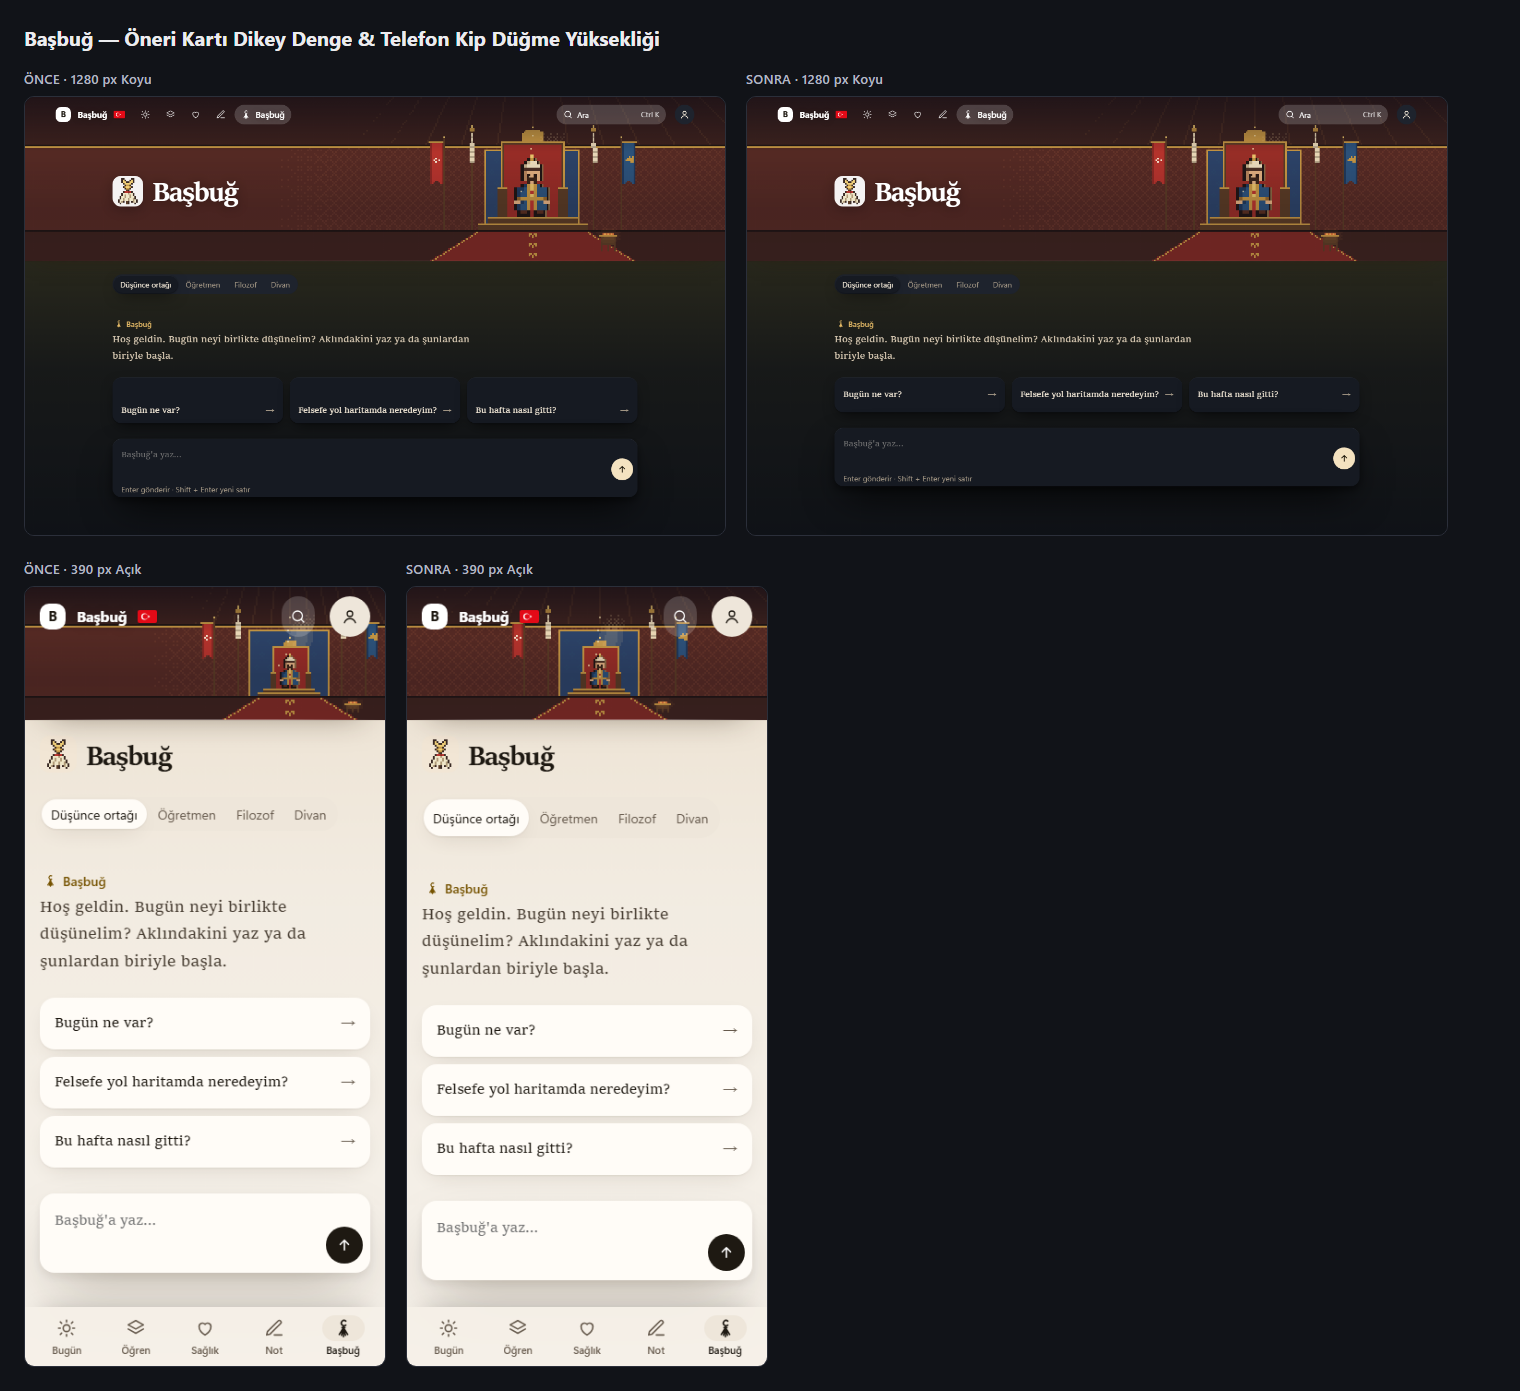 Başbuğ — Öneri Kartı Dikey Denge & Telefon Kip Düğme Yüksekliği
ÖNCE · 1280 px Koyu
B Başbuğ Başbuğ Ara Ctrl K
Başbuğ
Düşünce ortağı Öğretmen Filozof Divan
Başbuğ
Hoş geldin. Bugün neyi birlikte düşünelim? Aklındakini yaz ya da şunlardan
biriyle başla.
Bugün ne var? → Felsefe yol haritamda neredeyim? → Bu hafta nasıl gitti? →
Başbuğ'a yaz...
Enter gönderir · Shift + Enter yeni satır
SONRA · 1280 px Koyu
B Başbuğ Başbuğ Ara Ctrl K
Başbuğ
Düşünce ortağı Öğretmen Filozof Divan
Başbuğ
Hoş geldin. Bugün neyi birlikte düşünelim? Aklındakini yaz ya da şunlardan
biriyle başla.
Bugün ne var? → Felsefe yol haritamda neredeyim? → Bu hafta nasıl gitti? →
Başbuğ'a yaz...
Enter gönderir · Shift + Enter yeni satır
ÖNCE · 390 px Açık
B Başbuğ
Başbuğ
Düşünce ortağı Öğretmen Filozof Divan
Başbuğ
Hoş geldin. Bugün neyi birlikte
düşünelim? Aklındakini yaz ya da
şunlardan biriyle başla.
Bugün ne var? →
Felsefe yol haritamda neredeyim? →
Bu hafta nasıl gitti? →
Başbuğ'a yaz...
Bugün Öğren Sağlık Not Başbuğ
SONRA · 390 px Açık
B Başbuğ
Başbuğ
Düşünce ortağı Öğretmen Filozof Divan
Başbuğ
Hoş geldin. Bugün neyi birlikte
düşünelim? Aklındakini yaz ya da
şunlardan biriyle başla.
Bugün ne var? →
Felsefe yol haritamda neredeyim? →
Bu hafta nasıl gitti? →
Başbuğ'a yaz...
Bugün Öğren Sağlık Not Başbuğ